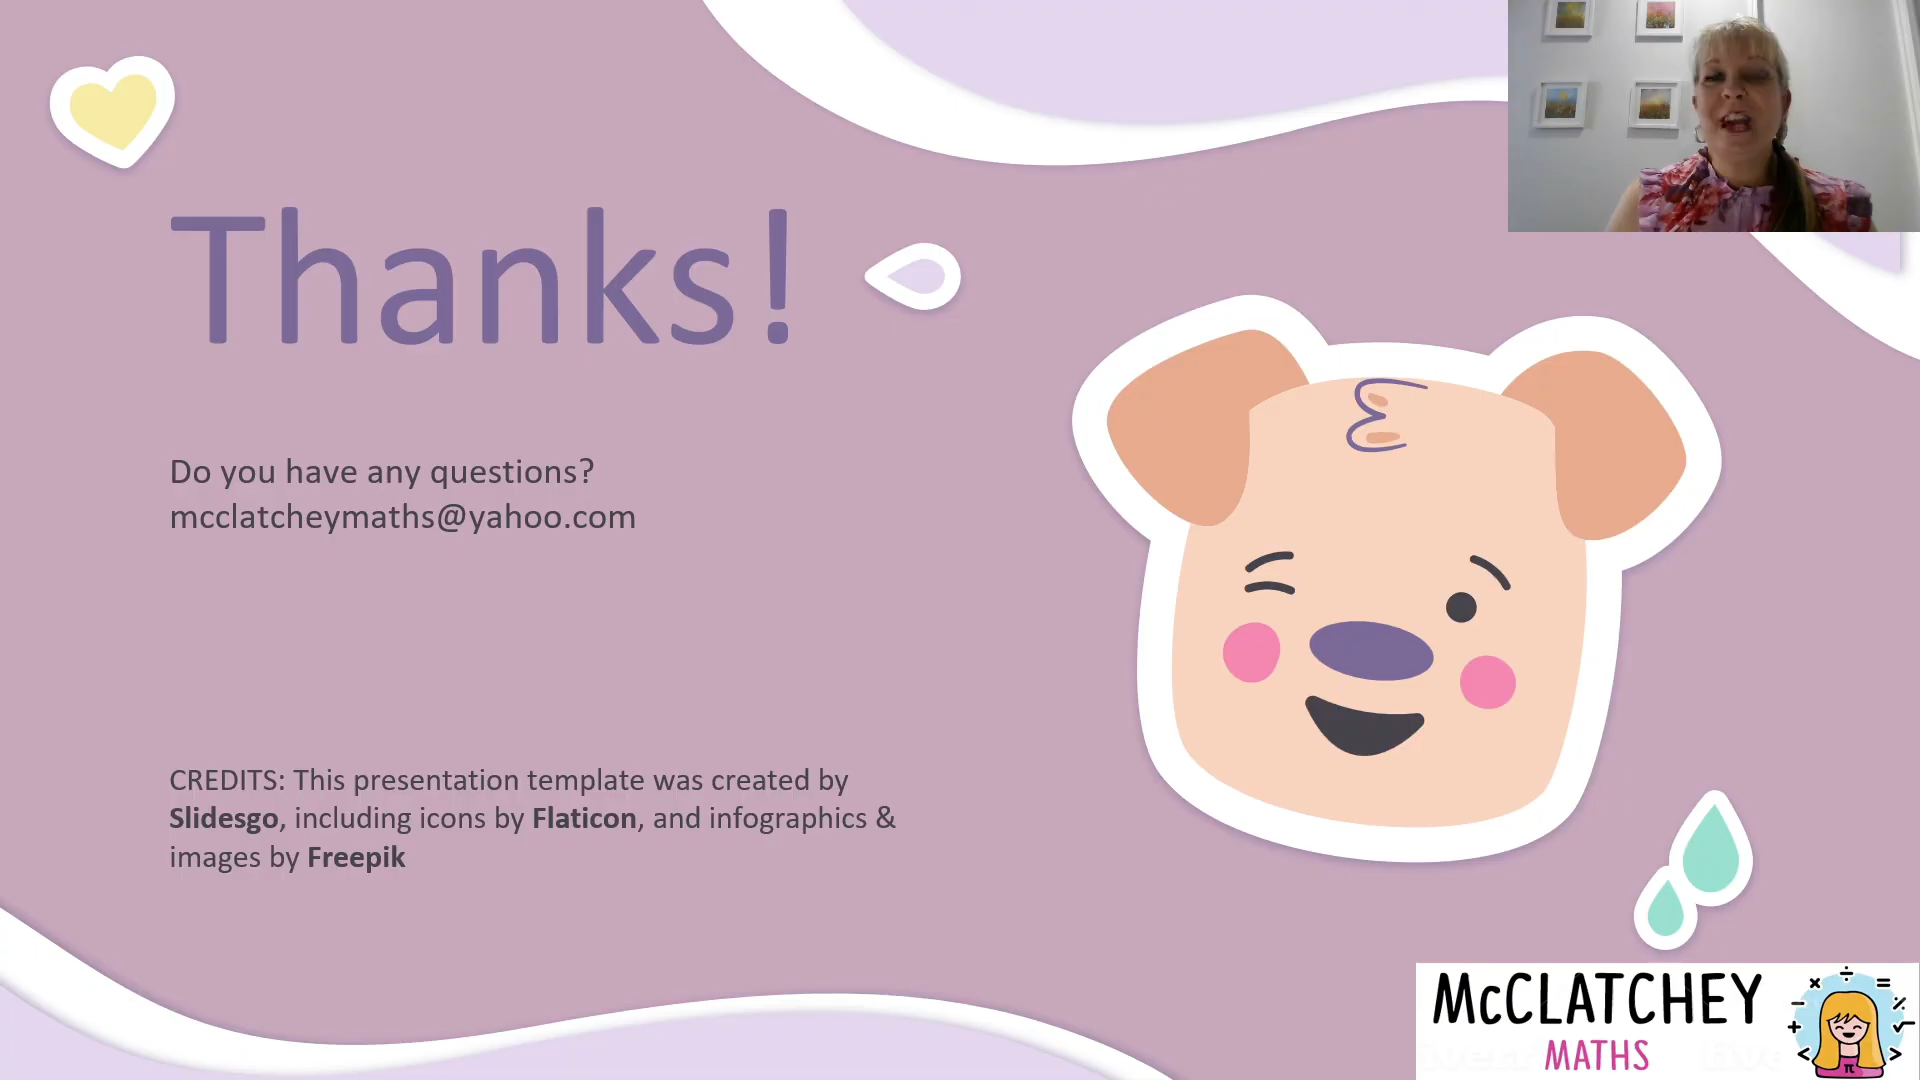 Thanks!
Do you have any questions?
mcclatcheymaths@yahoo.com
CREDITS: This presentation template was created by
Slidesgo, including icons by Flaticon, and infographics &
images by Freepik
McCLATCHEY
MATHS
× ÷ =
− %
+ √
< π >